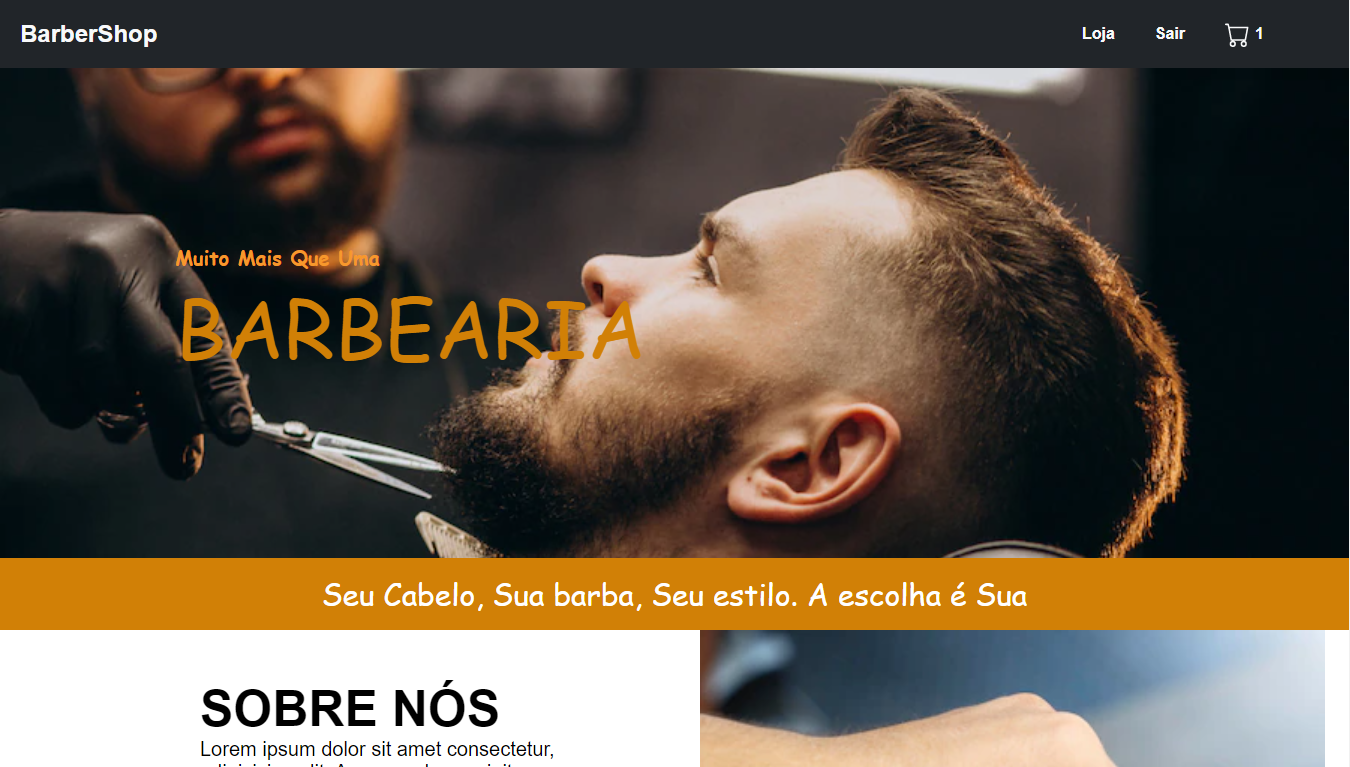 BarberShop
Loja Sair 1
Muito Mais Que Uma
BARBEARIA
Seu Cabelo, Sua barba, Seu estilo. A escolha é Sua
SOBRE NÓS
Lorem ipsum dolor sit amet consectetur,